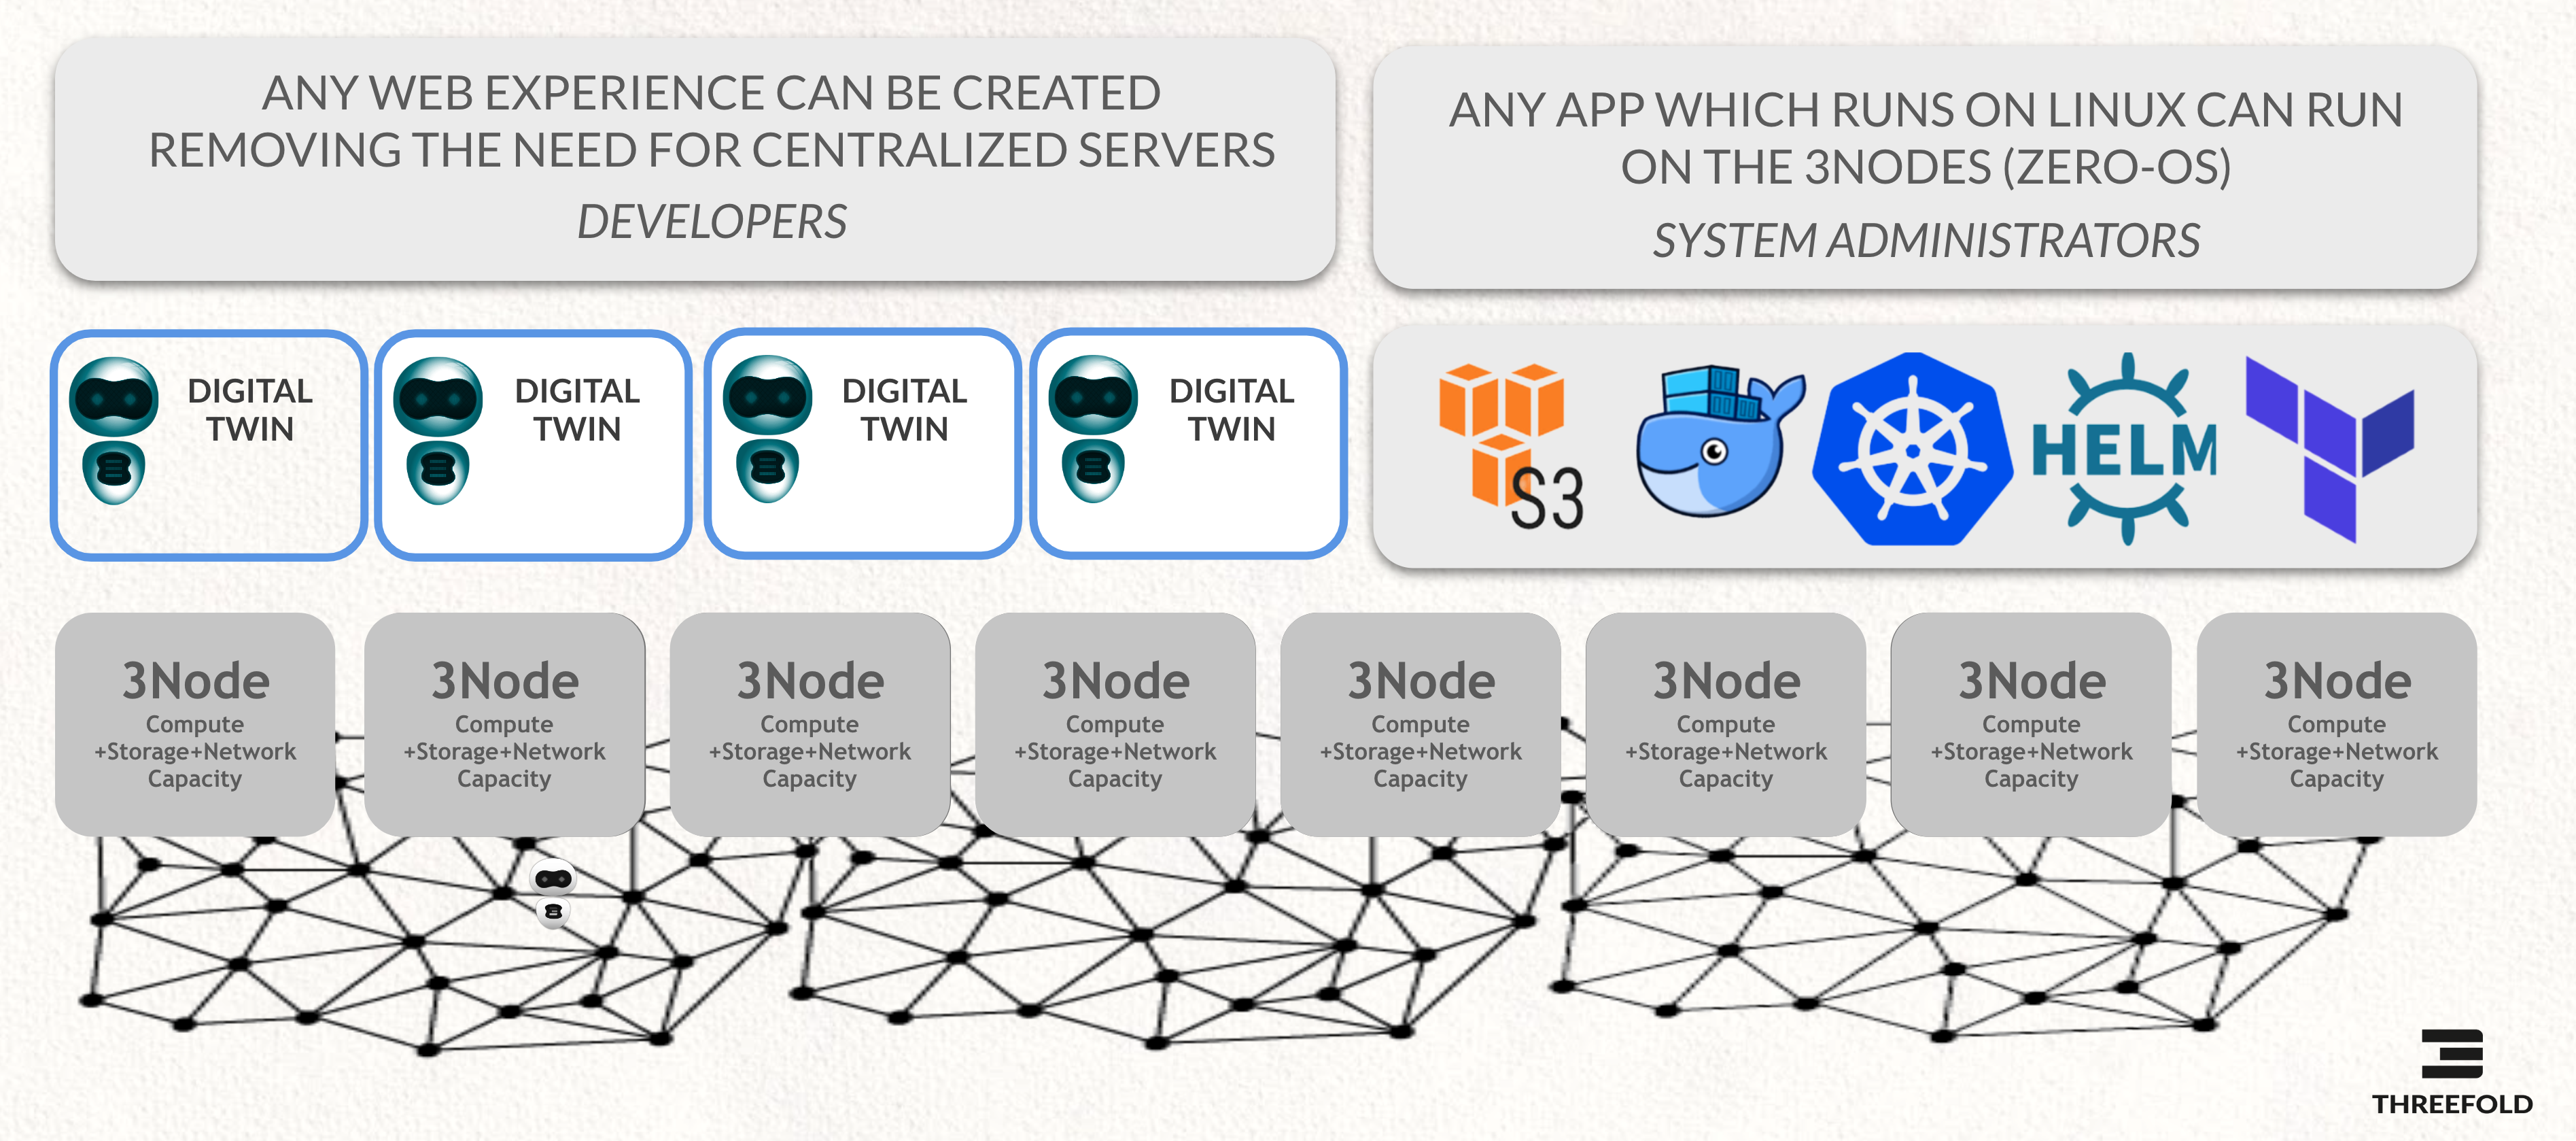 ANY WEB EXPERIENCE CAN BE CREATED
REMOVING THE NEED FOR CENTRALIZED SERVERS
DEVELOPERS
ANY APP WHICH RUNS ON LINUX CAN RUN
ON THE 3NODES (ZERO-OS)
SYSTEM ADMINISTRATORS
DIGITAL
TWIN
DIGITAL
TWIN
DIGITAL
TWIN
DIGITAL
TWIN
S3
HELM
3Node
Compute
+Storage+Network
Capacity
3Node
Compute
+Storage+Network
Capacity
3Node
Compute
+Storage+Network
Capacity
3Node
Compute
+Storage+Network
Capacity
3Node
Compute
+Storage+Network
Capacity
3Node
Compute
+Storage+Network
Capacity
3Node
Compute
+Storage+Network
Capacity
3Node
Compute
+Storage+Network
Capacity
THREEFOLD